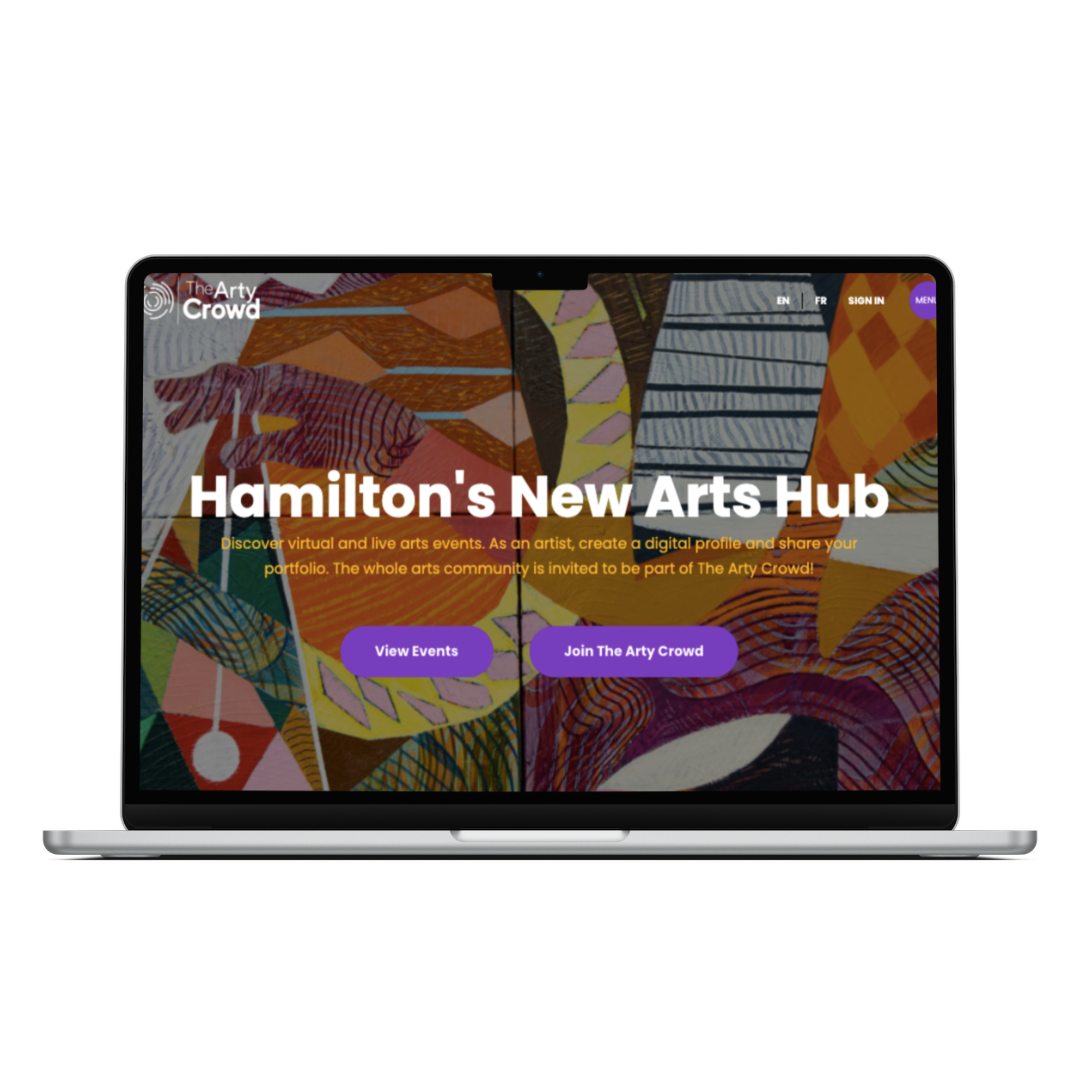 The Arty
Crowd
EN | FR SIGN IN MENU
Hamilton's New Arts Hub
Discover virtual and live arts events. As an artist, create a digital profile and share your
portfolio. The whole arts community is invited to be part of The Arty Crowd!
View Events Join The Arty Crowd